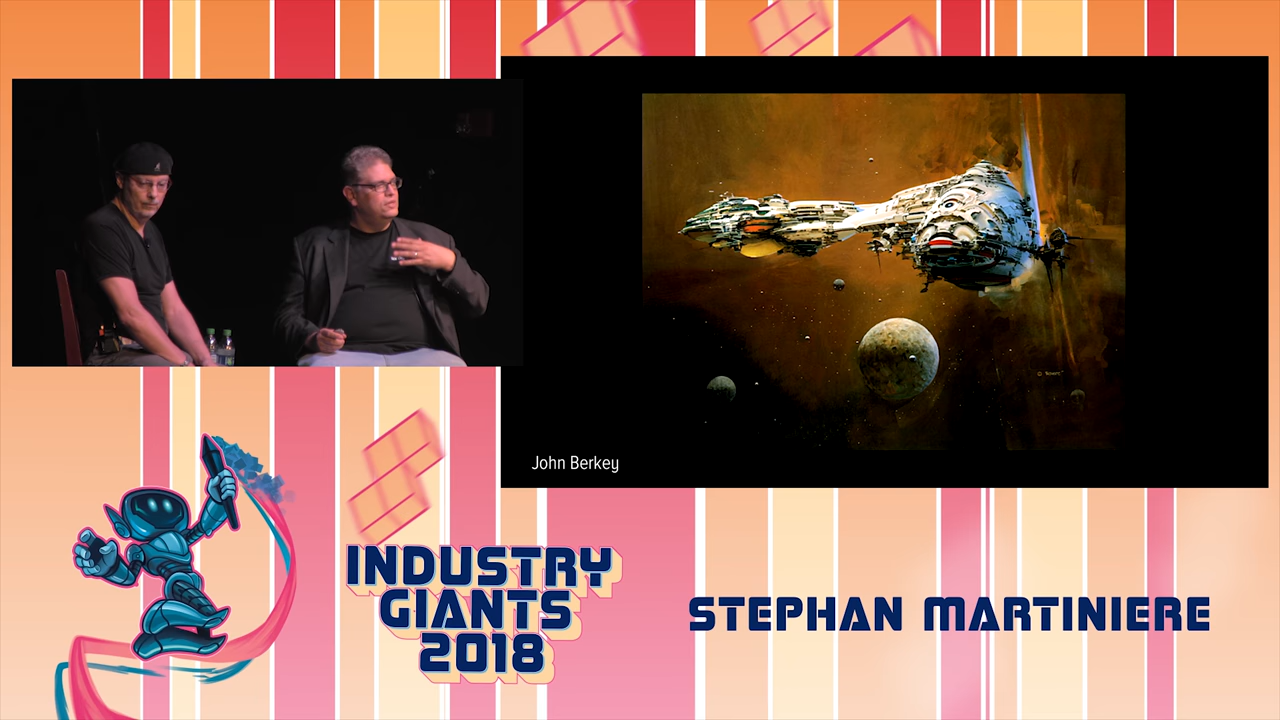 John Berkey
INDUSTRY
GIANTS
2018
STEPHAN MARTINIERE